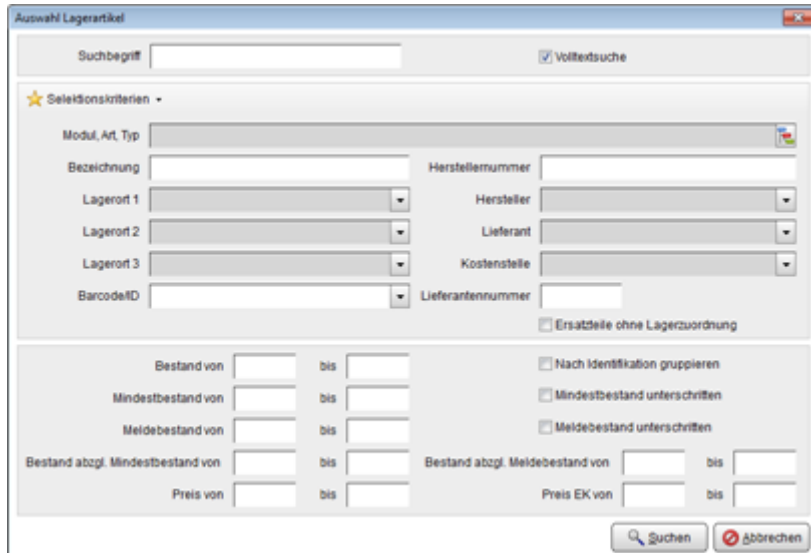 Auswahl Lagerartikel
Suchbegriff Volltextsuche
Selektionskriterien
Modul, Art, Typ
Bezeichnung Herstellernummer
Lagerort 1 Hersteller
Lagerort 2 Lieferant
Lagerort 3 Kostenstelle
Barcode/ID Lieferantennummer
Ersatzteile ohne Lagerzuordnung
Bestand von bis Nach Identifikation gruppieren
Mindestbestand von bis Mindestbestand unterschritten
Meldebestand von bis Meldebestand unterschritten
Bestand abzgl. Mindestbestand von bis Bestand abzgl. Meldebestand von bis
Preis von bis Preis EK von bis
Suchen Abbrechen